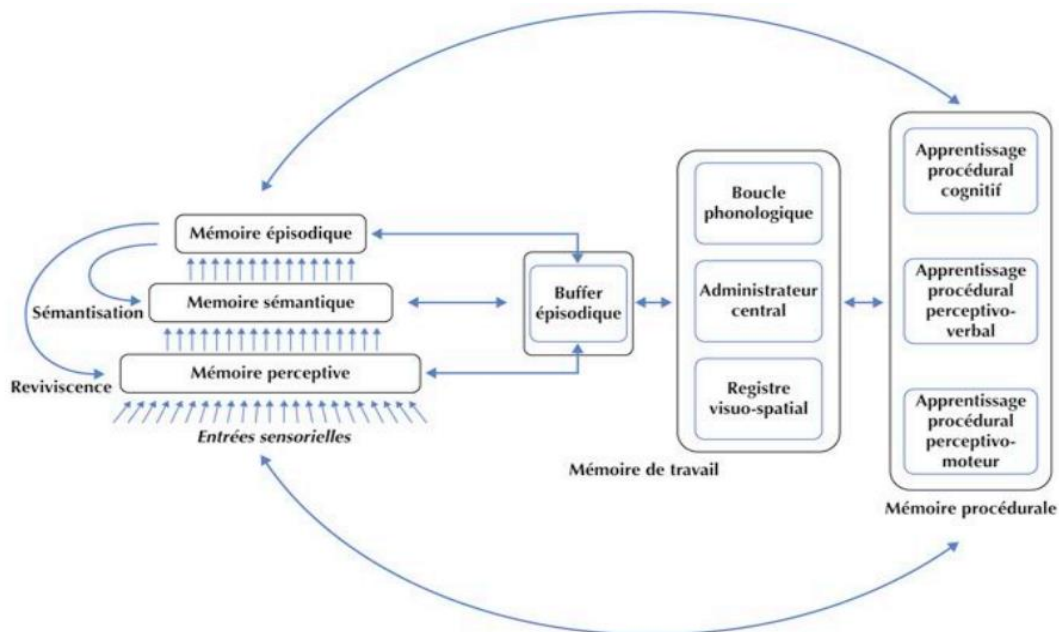 Mémoire épisodique
Memoire sémantique
Sémantisation
Mémoire perceptive
Reviviscence
Entrées sensorielles
Buffer
épisodique
Boucle
phonologique
Administrateur
central
Registre
visuo-spatial
Mémoire de travail
Apprentissage
procédural
cognitif
Apprentissage
procédural
perceptivo-
verbal
Apprentissage
procédural
perceptivo-
moteur
Mémoire procédurale